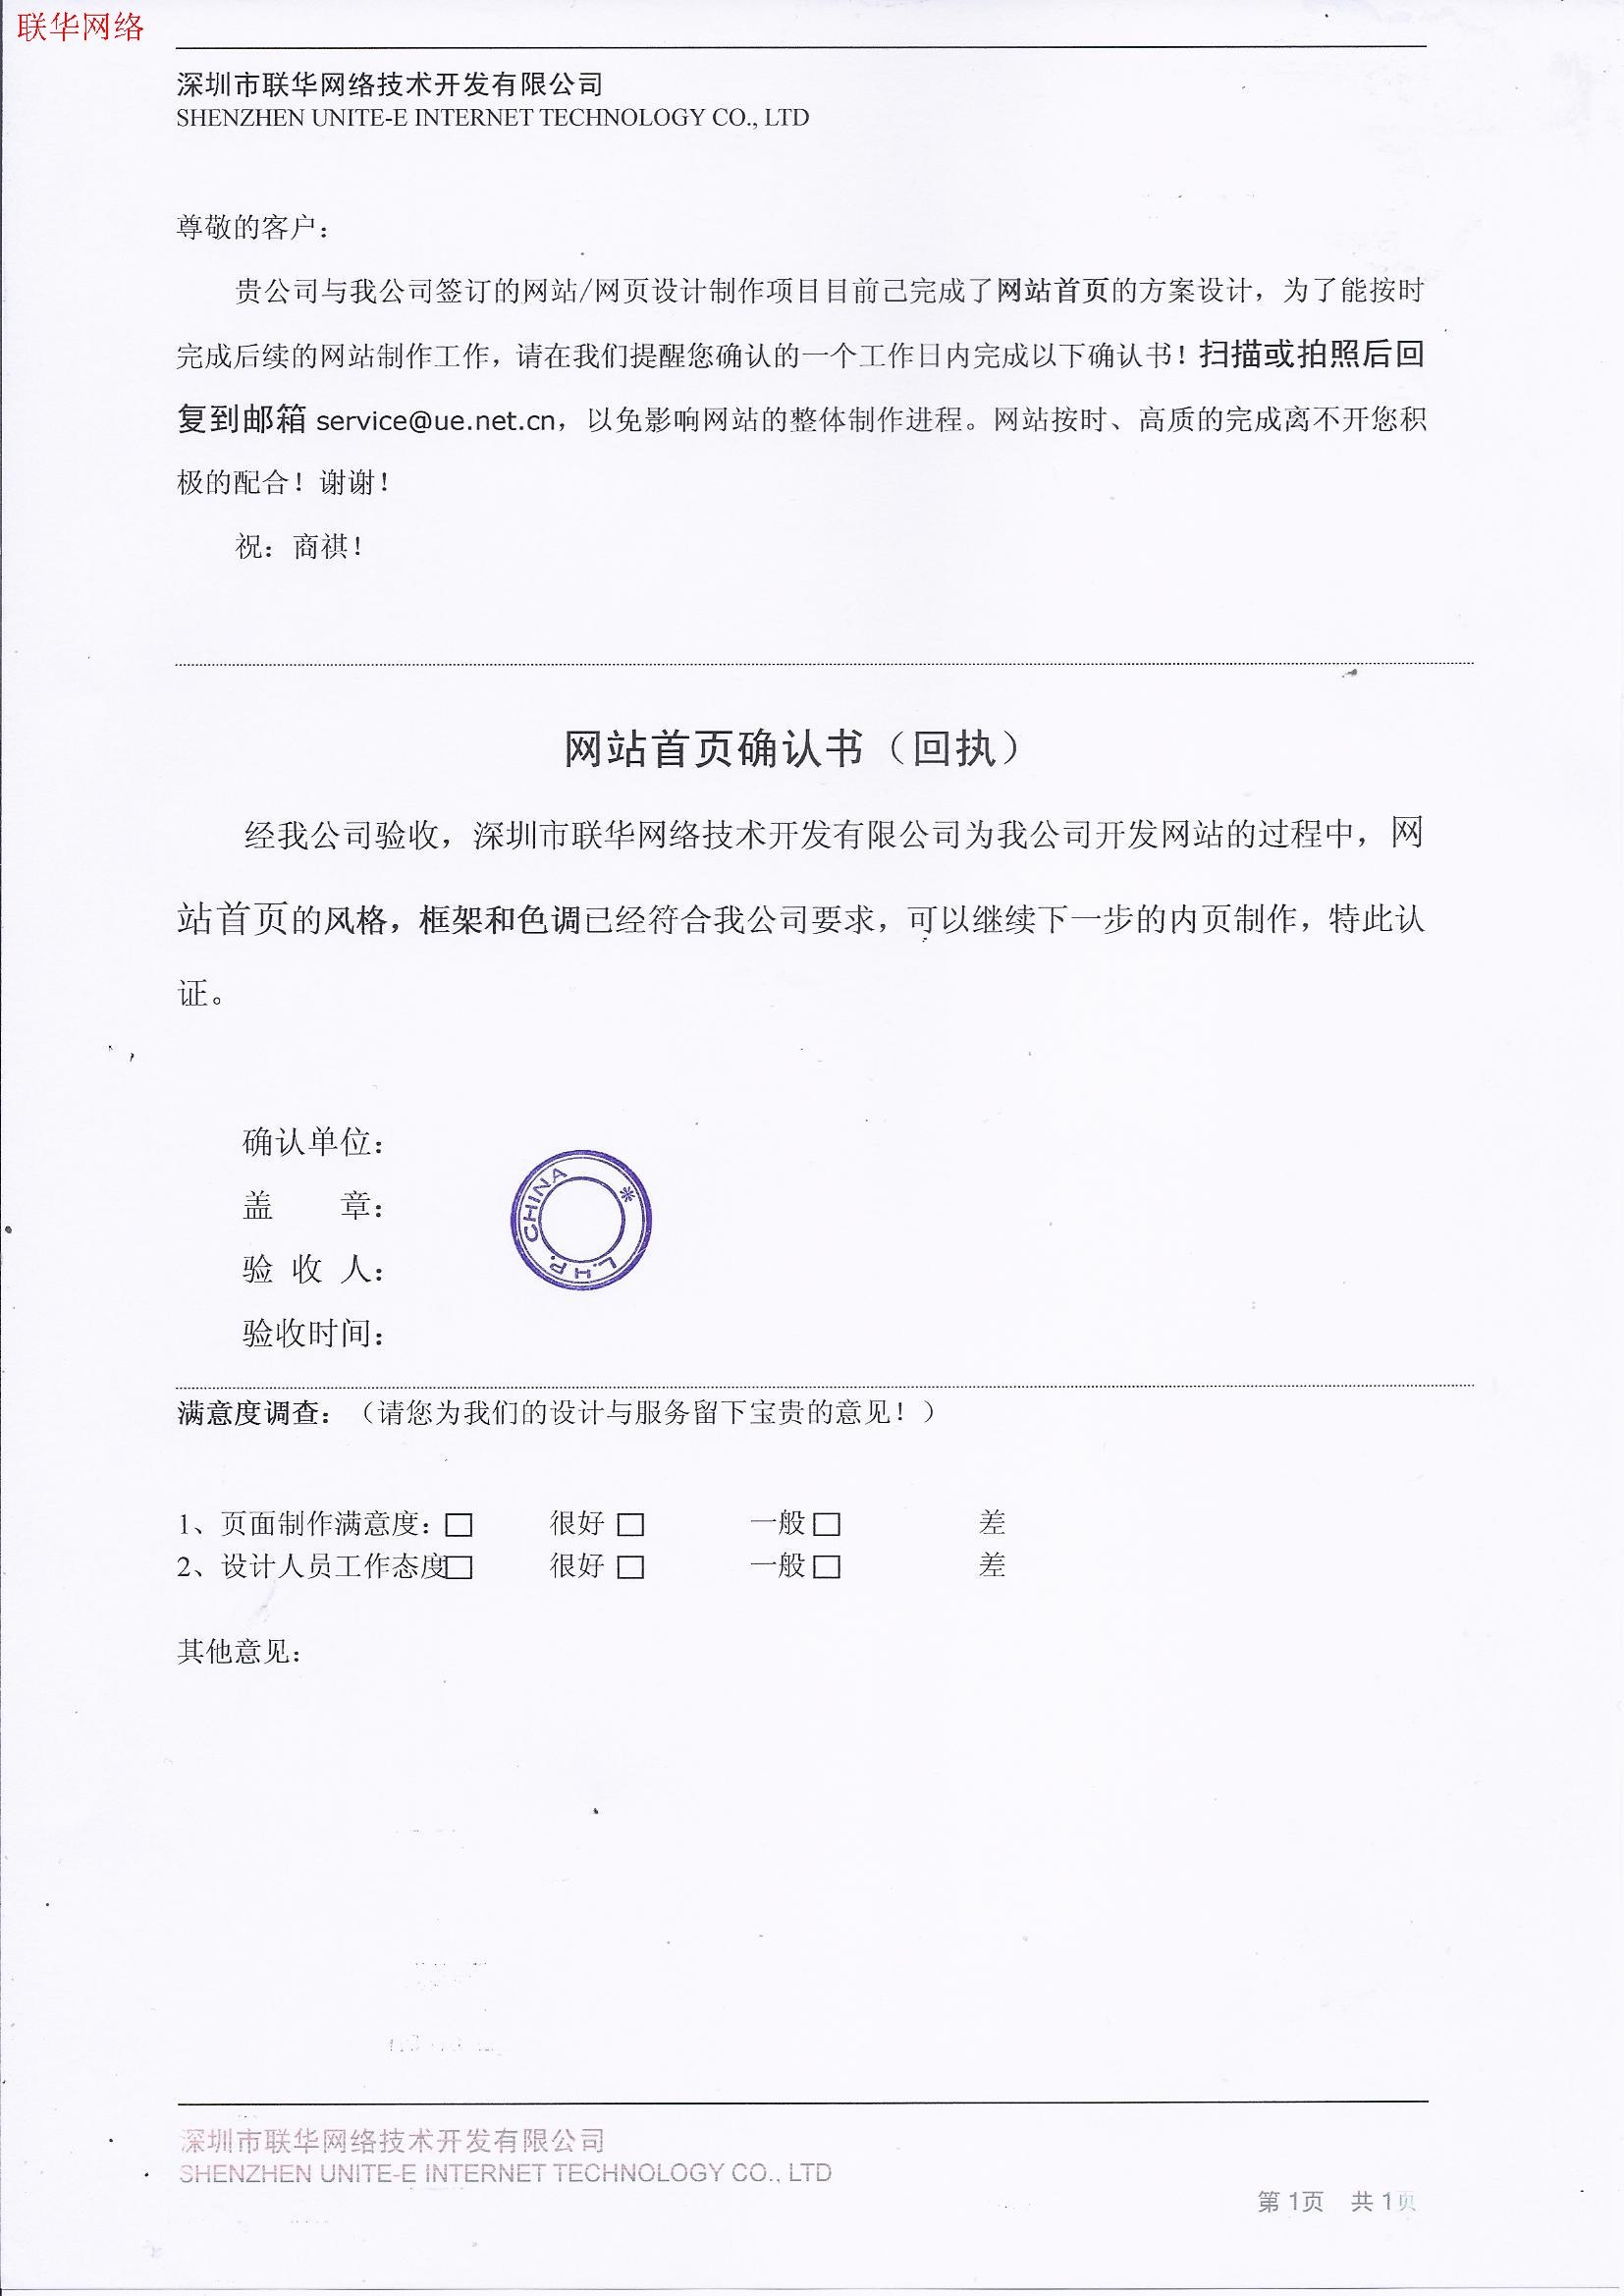 联华网络
深圳市联华网络技术开发有限公司
SHENZHEN UNITE-E INTERNET TECHNOLOGY CO., LTD
尊敬的客户：
贵公司与我公司签订的网站/网页设计制作项目目前已完成了网站首页的方案设计，为了能按时
完成后续的网站制作工作，请在我们提醒您确认的一个工作日内完成以下确认书！扫描或拍照后回
复到邮箱 service@ue.net.cn，以免影响网站的整体制作进程。网站按时、高质的完成离不开您积
极的配合！谢谢！
祝：商祺！
网站首页确认书（回执）
经我公司验收，深圳市联华网络技术开发有限公司为我公司开发网站的过程中，网
站首页的风格，框架和色调已经符合我公司要求，可以继续下一步的内页制作，特此认
证。
确认单位：
盖 章：
验 收 人：
验收时间：
L.H.P. CHINA *
满意度调查：（请您为我们的设计与服务留下宝贵的意见！）
1、页面制作满意度：□ 很好 □ 一般 □ 差
2、设计人员工作态度□ 很好 □ 一般 □ 差
其他意见：
深圳市联华网络技术开发有限公司
SHENZHEN UNITE-E INTERNET TECHNOLOGY CO., LTD
第 1页 共 1页